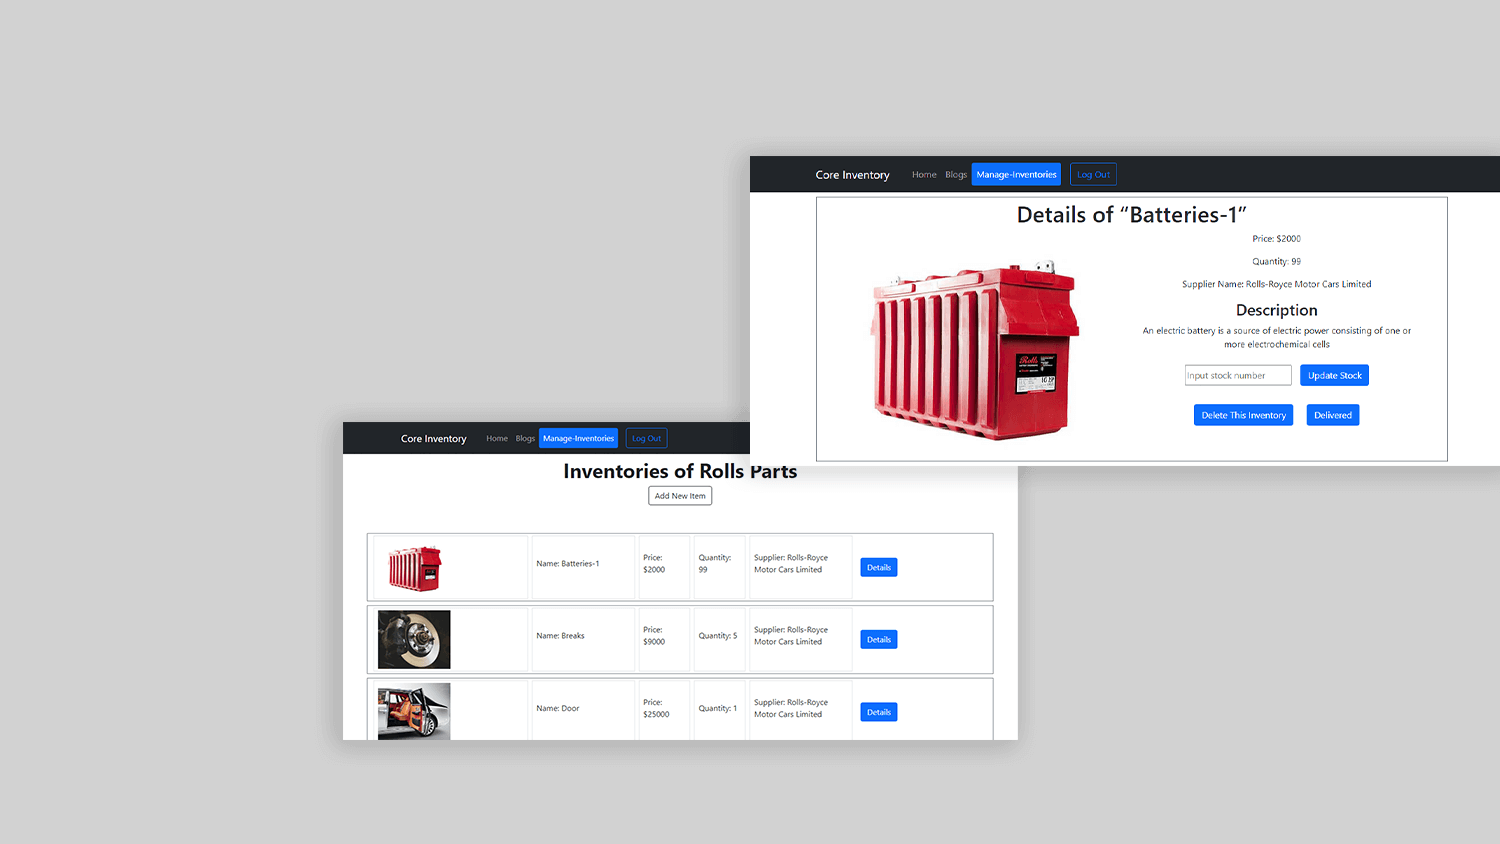 Core Inventory Home Blogs Manage-Inventories Log Out
Details of “Batteries-1”
Price: $2000
Quantity: 99
Supplier Name: Rolls-Royce Motor Cars Limited
Description
An electric battery is a source of electric power consisting of one or
more electrochemical cells
Input stock number Update Stock
Delete This Inventory Delivered
Rolls
Core Inventory Home Blogs Manage-Inventories Log Out
Inventories of Rolls Parts
Add New Item
Name: Batteries-1
Price:
$2000
Quantity:
99
Supplier: Rolls-Royce
Motor Cars Limited
Details
Name: Breaks
Price:
$9000
Quantity: 5
Supplier: Rolls-Royce
Motor Cars Limited
Details
Name: Door
Price:
$25000
Quantity: 1
Supplier: Rolls-Royce
Motor Cars Limited
Details